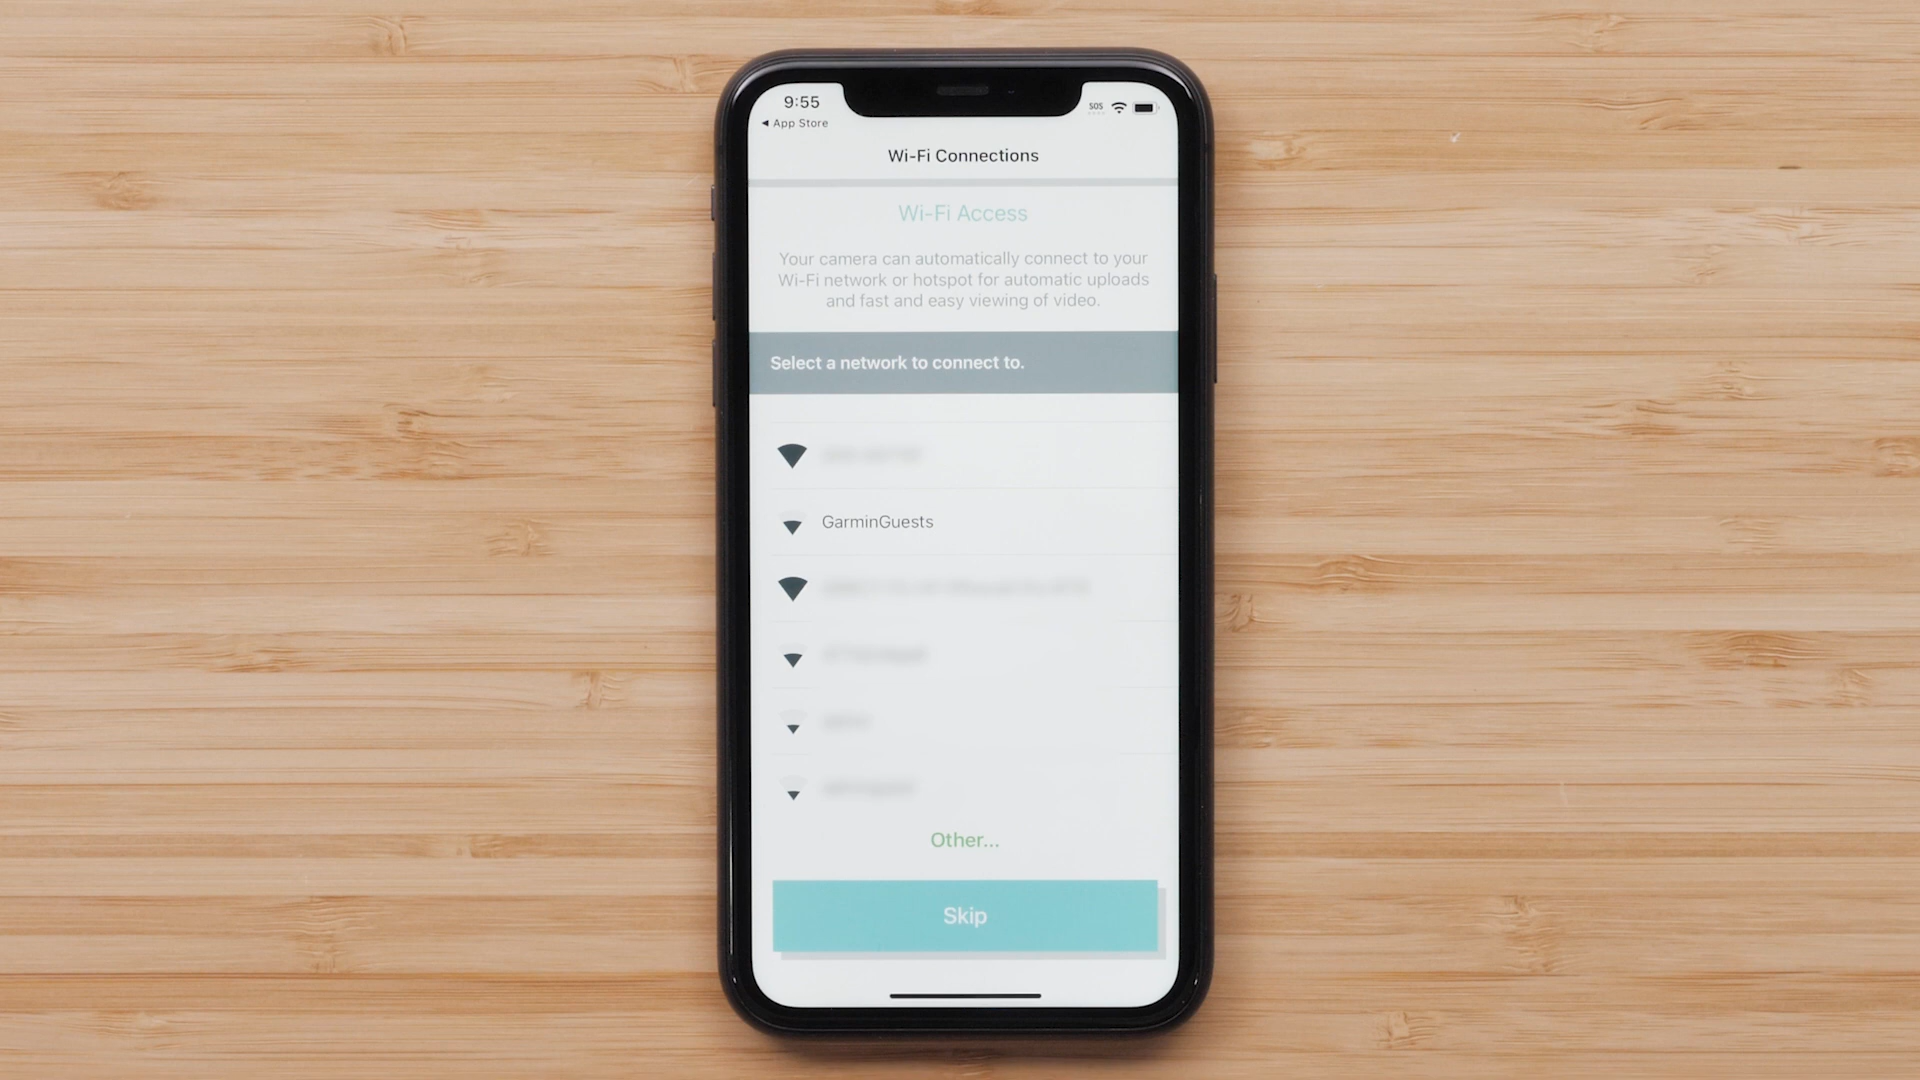 9:55
SOS
◀ App Store
Wi-Fi Connections
Wi-Fi Access
Your camera can automatically connect to your
Wi-Fi network or hotspot for automatic uploads
and fast and easy viewing of video.
Select a network to connect to.
GarminGuests
Other...
Skip